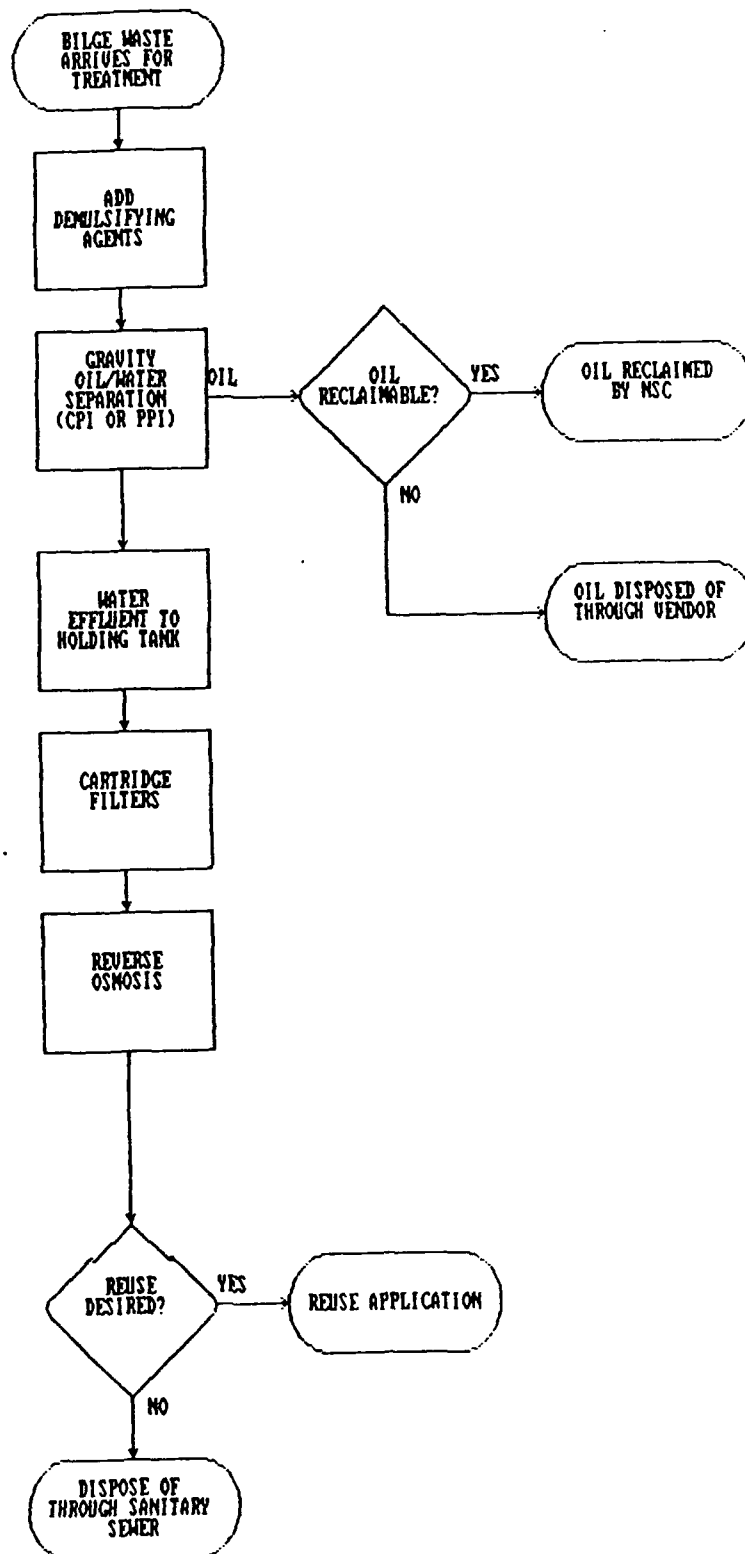 BILGE WASTE
ARRIVES FOR
TREATMENT
ADD
DEMULSIFYING
AGENTS
GRAVITY
OIL/WATER
SEPARATION
(CPI OR PPI)
OIL
OIL
RECLAIMABLE?
YES
OIL RECLAIMED
BY NSC
NO
OIL DISPOSED OF
THROUGH VENDOR
WATER
EFFLUENT TO
HOLDING TANK
CARTRIDGE
FILTERS
REVERSE
OSMOSIS
REUSE
DESIRED?
YES
REUSE APPLICATION
NO
DISPOSE OF
THROUGH SANITARY
SEWER